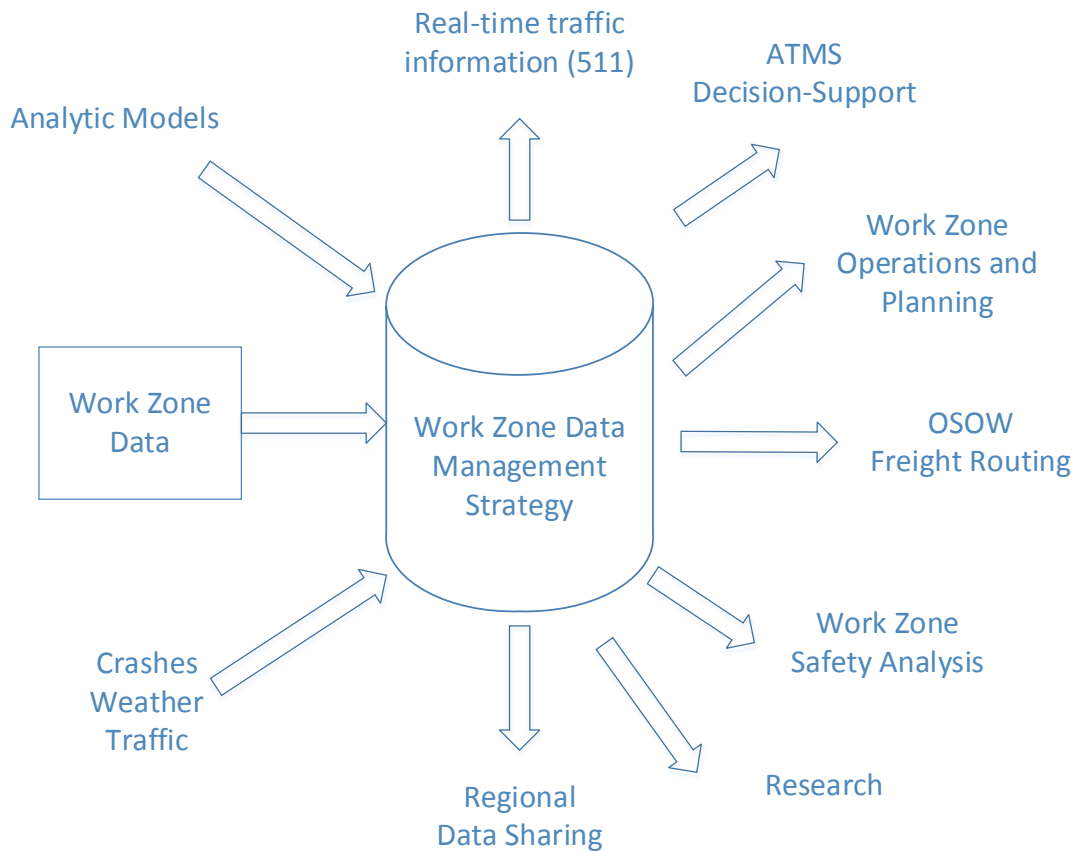 Real-time traffic
information (511)
ATMS
Decision-Support
Analytic Models
Work Zone
Operations and
Planning
Work Zone
Data
Work Zone Data
Management
Strategy
OSOW
Freight Routing
Crashes
Weather
Traffic
Work Zone
Safety Analysis
Research
Regional
Data Sharing